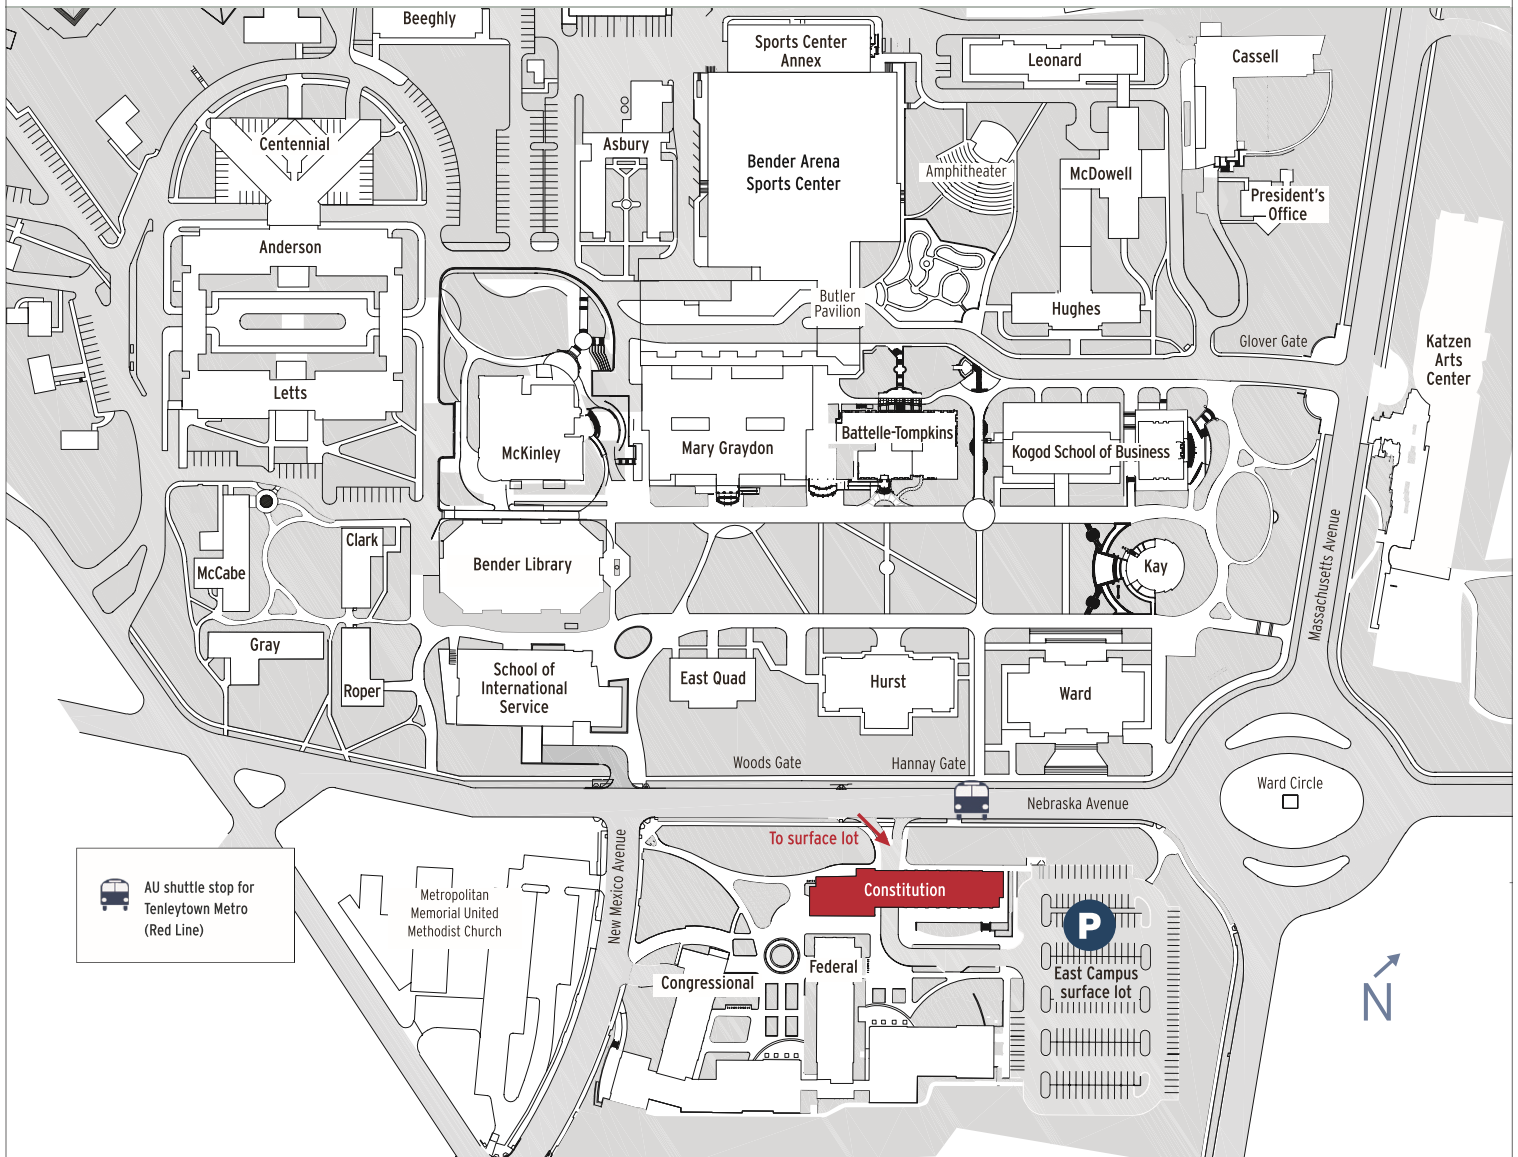 Beeghly
Sports Center
Annex
Leonard
Cassell
Centennial
Asbury
Bender Arena
Sports Center
Amphitheater
McDowell
President's
Office
Anderson
Butler
Pavilion
Hughes
Glover Gate
Katzen
Arts
Center
Letts
McKinley
Mary Graydon
Battelle-Tompkins
Kogod School of Business
Massachusetts Avenue
McCabe
Clark
Bender Library
Kay
Gray
Roper
School of
International
Service
East Quad
Hurst
Ward
Woods Gate
Hannay Gate
Ward Circle
Nebraska Avenue
To surface lot
New Mexico Avenue
AU shuttle stop for
Tenleytown Metro
(Red Line)
Metropolitan
Memorial United
Methodist Church
Constitution
P
East Campus
surface lot
Congressional
Federal
N